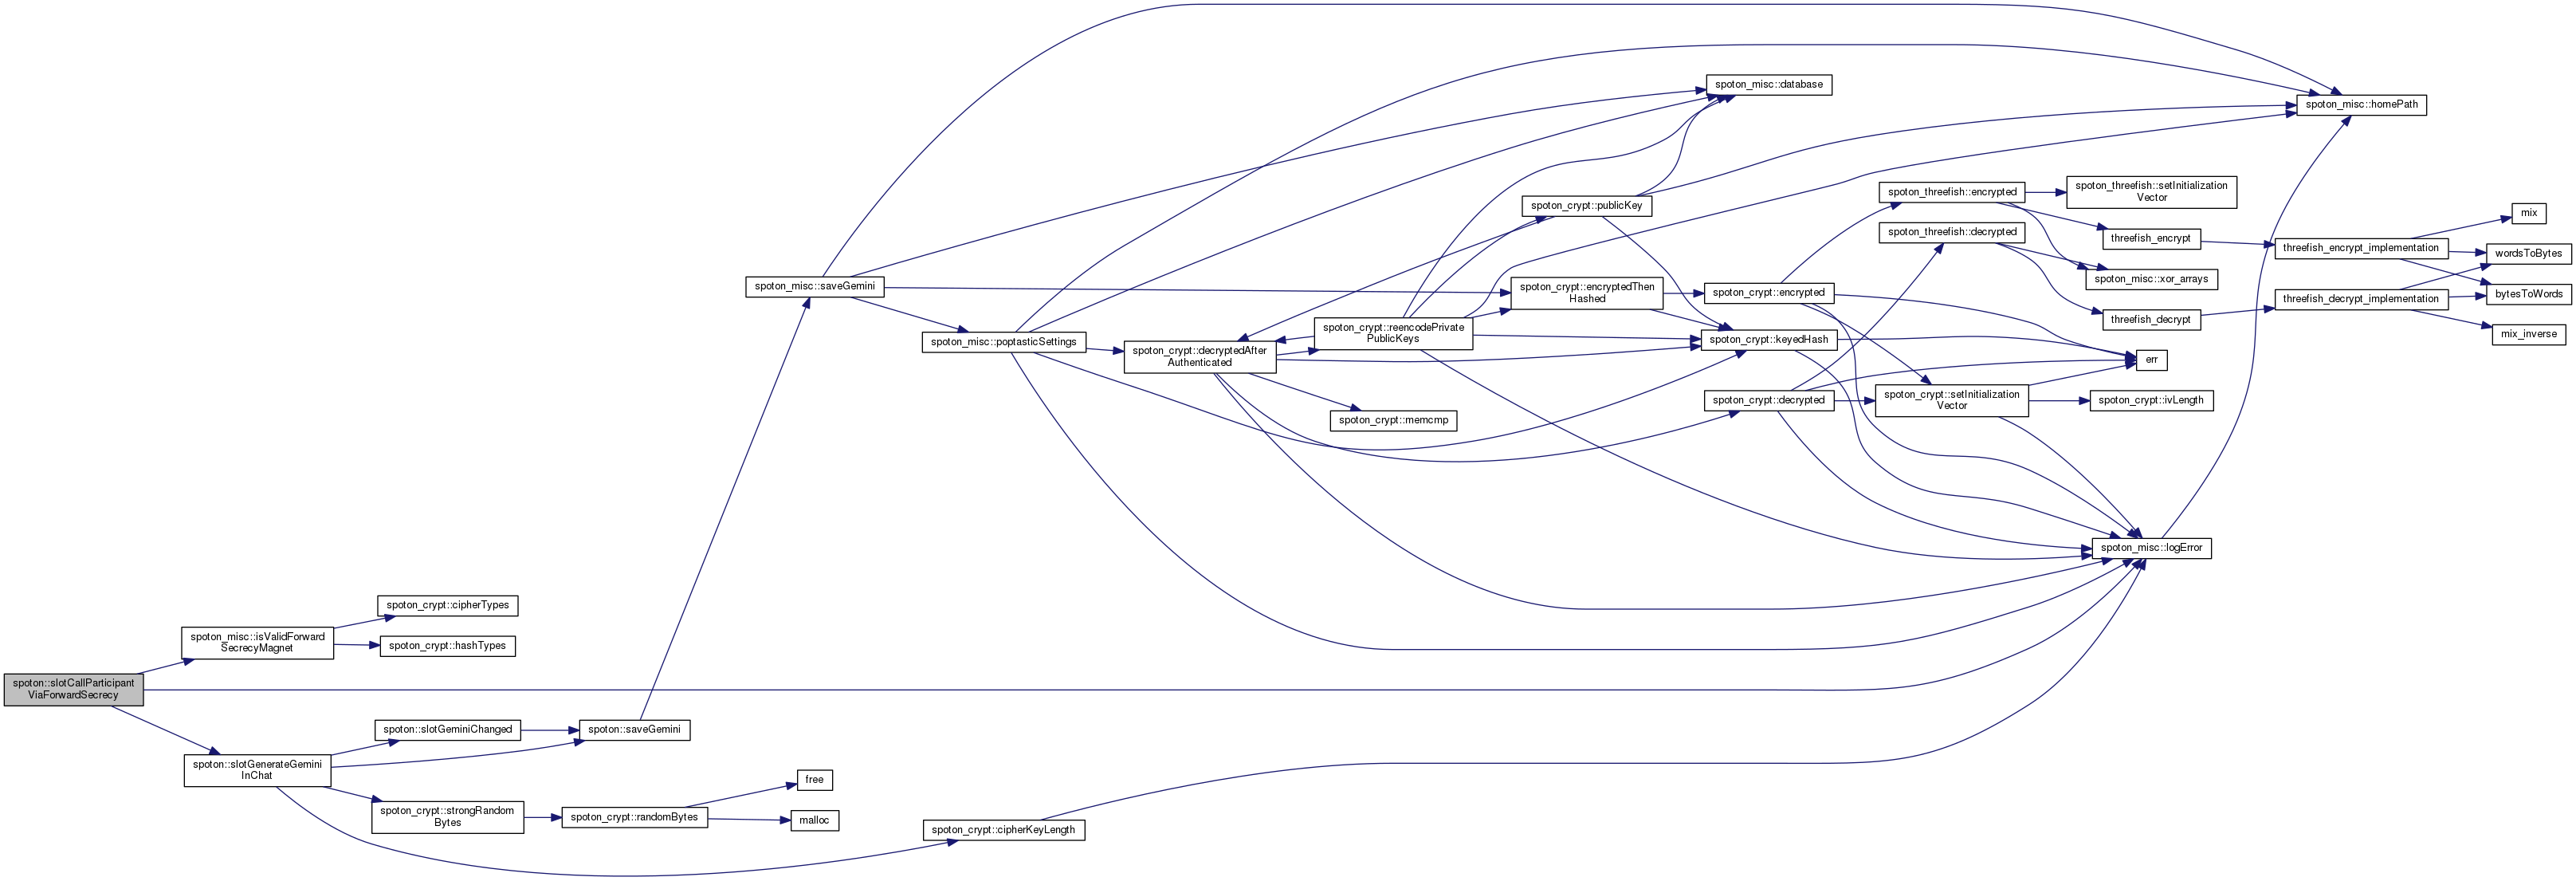 spoton::slotCallParticipant
ViaForwardSecrecy
spoton_misc::isValidForward
SecrecyMagnet
spoton_crypt::cipherTypes
spoton_crypt::hashTypes
spoton::slotGenerateGemini
InChat
spoton::slotGeminiChanged
spoton::saveGemini
spoton_crypt::strongRandom
Bytes
spoton_crypt::randomBytes
free
malloc
spoton_crypt::cipherKeyLength
spoton_misc::saveGemini
spoton_misc::poptasticSettings
spoton_crypt::decryptedAfter
Authenticated
spoton_crypt::reencodePrivate
PublicKeys
spoton_crypt::memcmp
spoton_crypt::publicKey
spoton_crypt::encryptedThen
Hashed
spoton_misc::database
spoton_crypt::encrypted
spoton_crypt::keyedHash
spoton_crypt::decrypted
spoton_threefish::encrypted
spoton_threefish::decrypted
spoton_crypt::setInitialization
Vector
spoton_threefish::setInitialization
Vector
threefish_encrypt
spoton_misc::xor_arrays
threefish_decrypt
err
spoton_crypt::ivLength
spoton_misc::logError
spoton_misc::homePath
threefish_encrypt_implementation
threefish_decrypt_implementation
mix
wordsToBytes
bytesToWords
mix_inverse